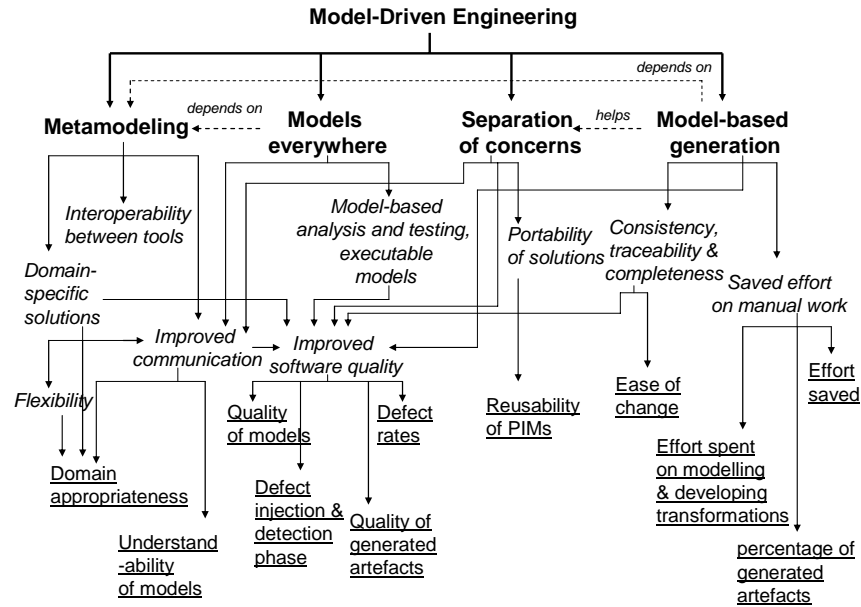 Model-Driven Engineering
depends on
depends on
helps
Metamodeling
Models
everywhere
Separation
of concerns
Model-based
generation
Interoperability
between tools
Model-based
analysis and testing,
executable
models
Portability
of solutions
Consistency,
traceability &
completeness
Domain-
specific
solutions
Saved effort
on manual work
Improved
communication
Improved
software quality
Flexibility
Quality
of models
Defect
rates
Reusability
of PIMs
Ease of
change
Effort
saved
Domain
appropriateness
Effort spent
on modelling
& developing
transformations
Defect
injection &
detection
phase
Quality of
generated
artefacts
Understand
-ability
of models
percentage of
generated
artefacts